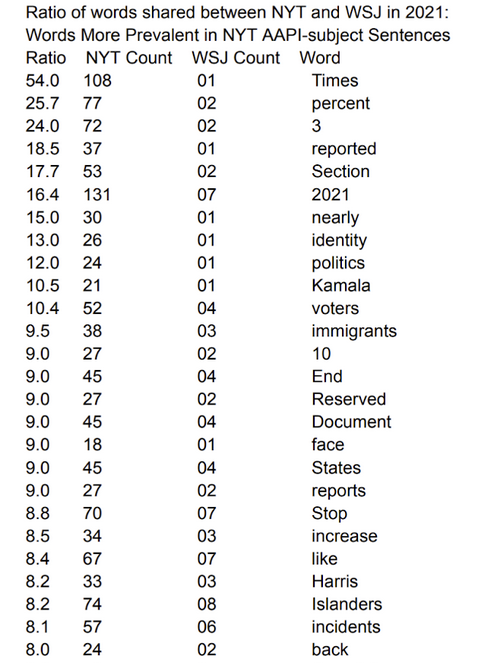 Ratio of words shared between NYT and WSJ in 2021:
Words More Prevalent in NYT AAPI-subject Sentences
Ratio NYT Count WSJ Count Word
54.0 108 01 Times
25.7 77 02 percent
24.0 72 02 3
18.5 37 01 reported
17.7 53 02 Section
16.4 131 07 2021
15.0 30 01 nearly
13.0 26 01 identity
12.0 24 01 politics
10.5 21 01 Kamala
10.4 52 04 voters
9.5 38 03 immigrants
9.0 27 02 10
9.0 45 04 End
9.0 27 02 Reserved
9.0 45 04 Document
9.0 18 01 face
9.0 45 04 States
9.0 27 02 reports
8.8 70 07 Stop
8.5 34 03 increase
8.4 67 07 like
8.2 33 03 Harris
8.2 74 08 Islanders
8.1 57 06 incidents
8.0 24 02 back